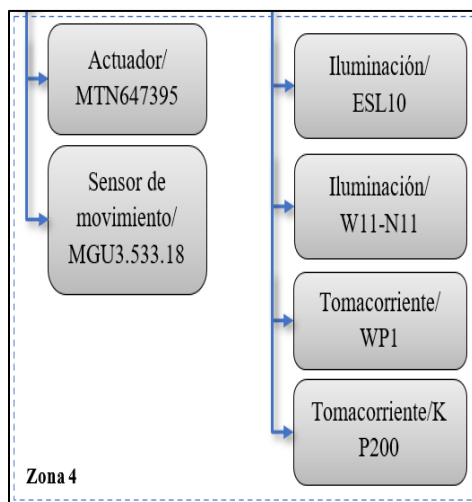 Actuador/
MTN647395
Sensor de
movimiento/
MGU3.533.18
Iluminación/
ESL10
Iluminación/
W11-N11
Tomacorriente/
WP1
Tomacorriente/K
P200
Zona 4